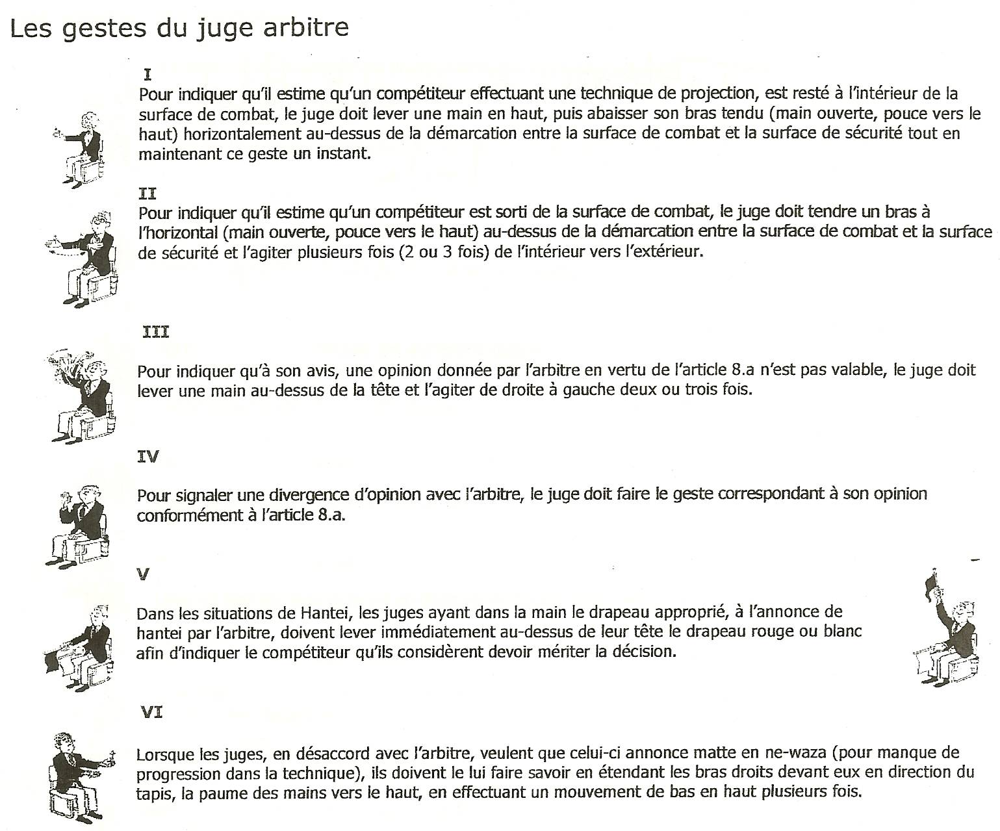 Les gestes du juge arbitre
I
Pour indiquer qu'il estime qu'un compétiteur effectuant une technique de projection, est resté à l'intérieur de la
surface de combat, le juge doit lever une main en haut, puis abaisser son bras tendu (main ouverte, pouce vers le
haut) horizontalement au-dessus de la démarcation entre la surface de combat et la surface de sécurité tout en
maintenant ce geste un instant.
II
Pour indiquer qu'il estime qu'un compétiteur est sorti de la surface de combat, le juge doit tendre un bras à
l'horizontal (main ouverte, pouce vers le haut) au-dessus de la démarcation entre la surface de combat et la surface
de sécurité et l'agiter plusieurs fois (2 ou 3 fois) de l'intérieur vers l'extérieur.
III
Pour indiquer qu'à son avis, une opinion donnée par l'arbitre en vertu de l'article 8.a n'est pas valable, le juge doit
lever une main au-dessus de la tête et l'agiter de droite à gauche deux ou trois fois.
IV
Pour signaler une divergence d'opinion avec l'arbitre, le juge doit faire le geste correspondant à son opinion
conformément à l'article 8.a.
V
Dans les situations de Hantei, les juges ayant dans la main le drapeau approprié, à l'annonce de
hantei par l'arbitre, doivent lever immédiatement au-dessus de leur tête le drapeau rouge ou blanc
afin d'indiquer le compétiteur qu'ils considèrent devoir mériter la décision.
VI
Lorsque les juges, en désaccord avec l'arbitre, veulent que celui-ci annonce matte en ne-waza (pour manque de
progression dans la technique), ils doivent le lui faire savoir en étendant les bras droits devant eux en direction du
tapis, la paume des mains vers le haut, en effectuant un mouvement de bas en haut plusieurs fois.